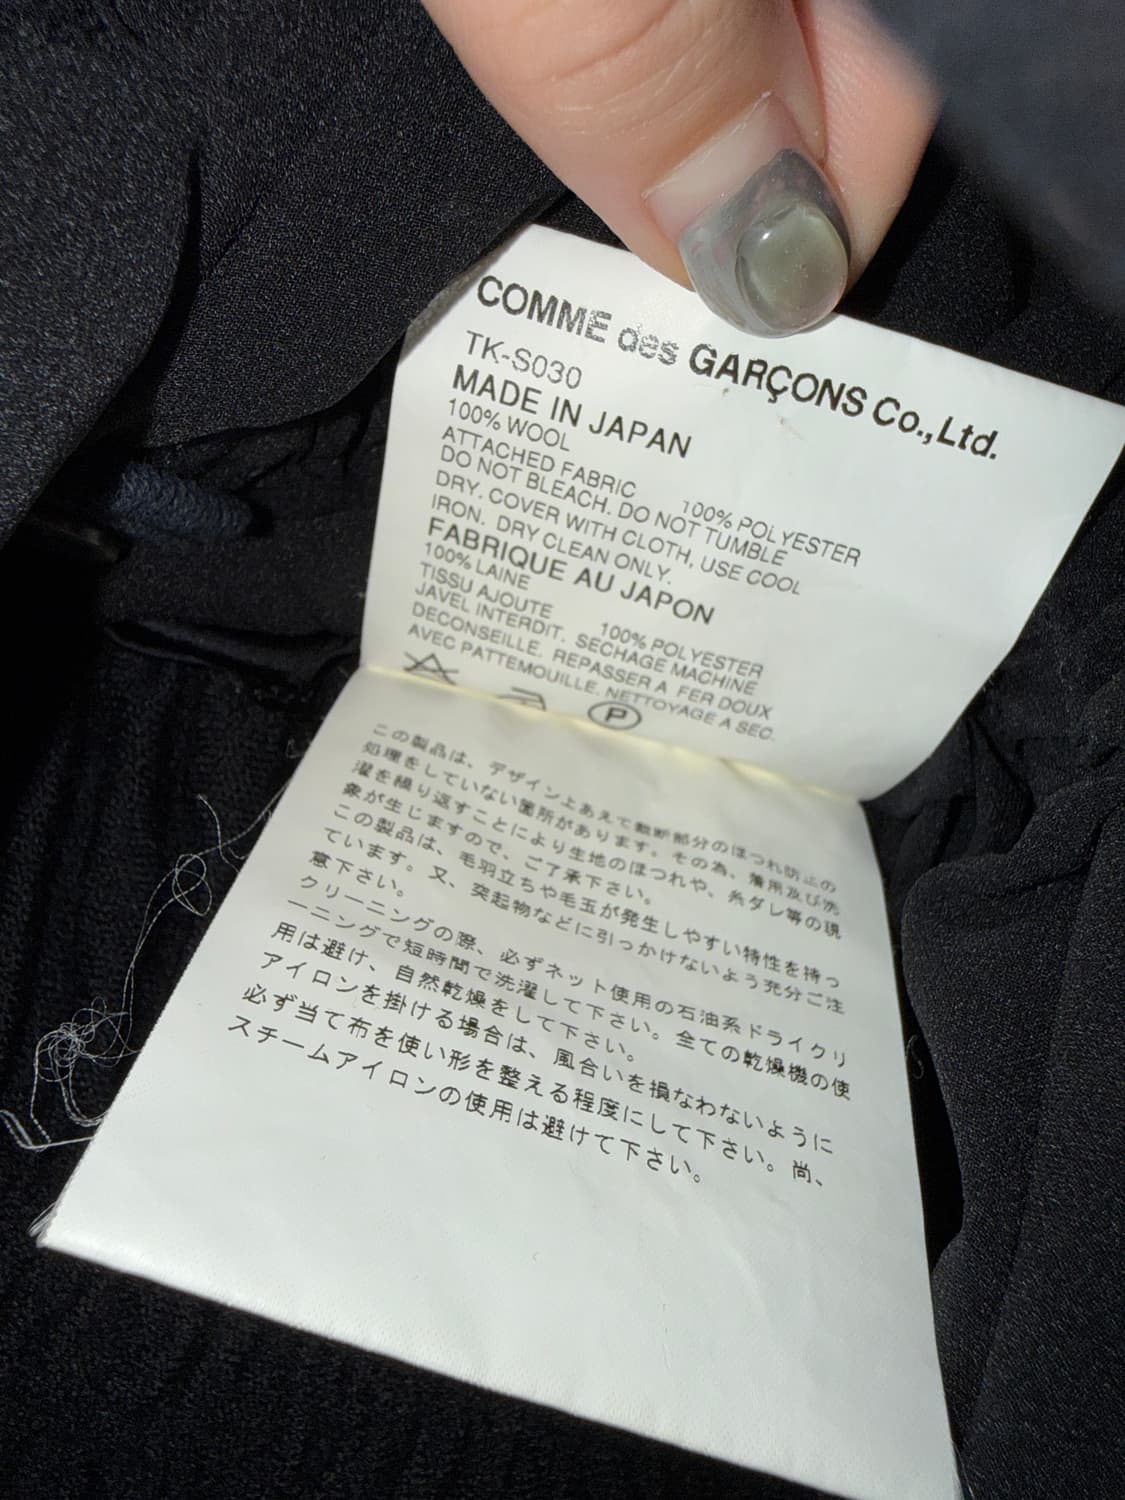 COMME des GARÇONS Co.,Ltd.
TK-S030
MADE IN JAPAN
100% WOOL
ATTACHED FABRIC 100% POLYESTER
DO NOT BLEACH. DO NOT TUMBLE
DRY. COVER WITH CLOTH, USE COOL
IRON. DRY CLEAN ONLY.
FABRIQUE AU JAPON
100% LAINE
TISSU AJOUTE 100% POLYESTER
JAVEL INTERDIT. SECHAGE MACHINE
DECONSEILLE. REPASSER A FER DOUX
AVEC PATTEMOUILLE. NETTOYAGE A SEC.
P
この製品は、デザイン上あえて裁断部分のほつれ防止の
処理をしていない箇所があります。その為、着用及び洗
濯を繰り返すことにより生地のほつれや、糸ダレ等の現
象が生じますので、ご了承下さい。
この製品は、毛羽立ちや毛玉が発生しやすい特性を持っ
ています。又、突起物などに引っかけないよう充分ご注
意下さい。
クリーニングの際、必ずネット使用の石油系ドライクリ
ーニングで短時間で洗濯して下さい。全ての乾燥機の使
用は避け、自然乾燥をして下さい。
アイロンを掛ける場合は、風合いを損なわないように
必ず当て布を使い形を整える程度にして下さい。尚、
スチームアイロンの使用は避けて下さい。